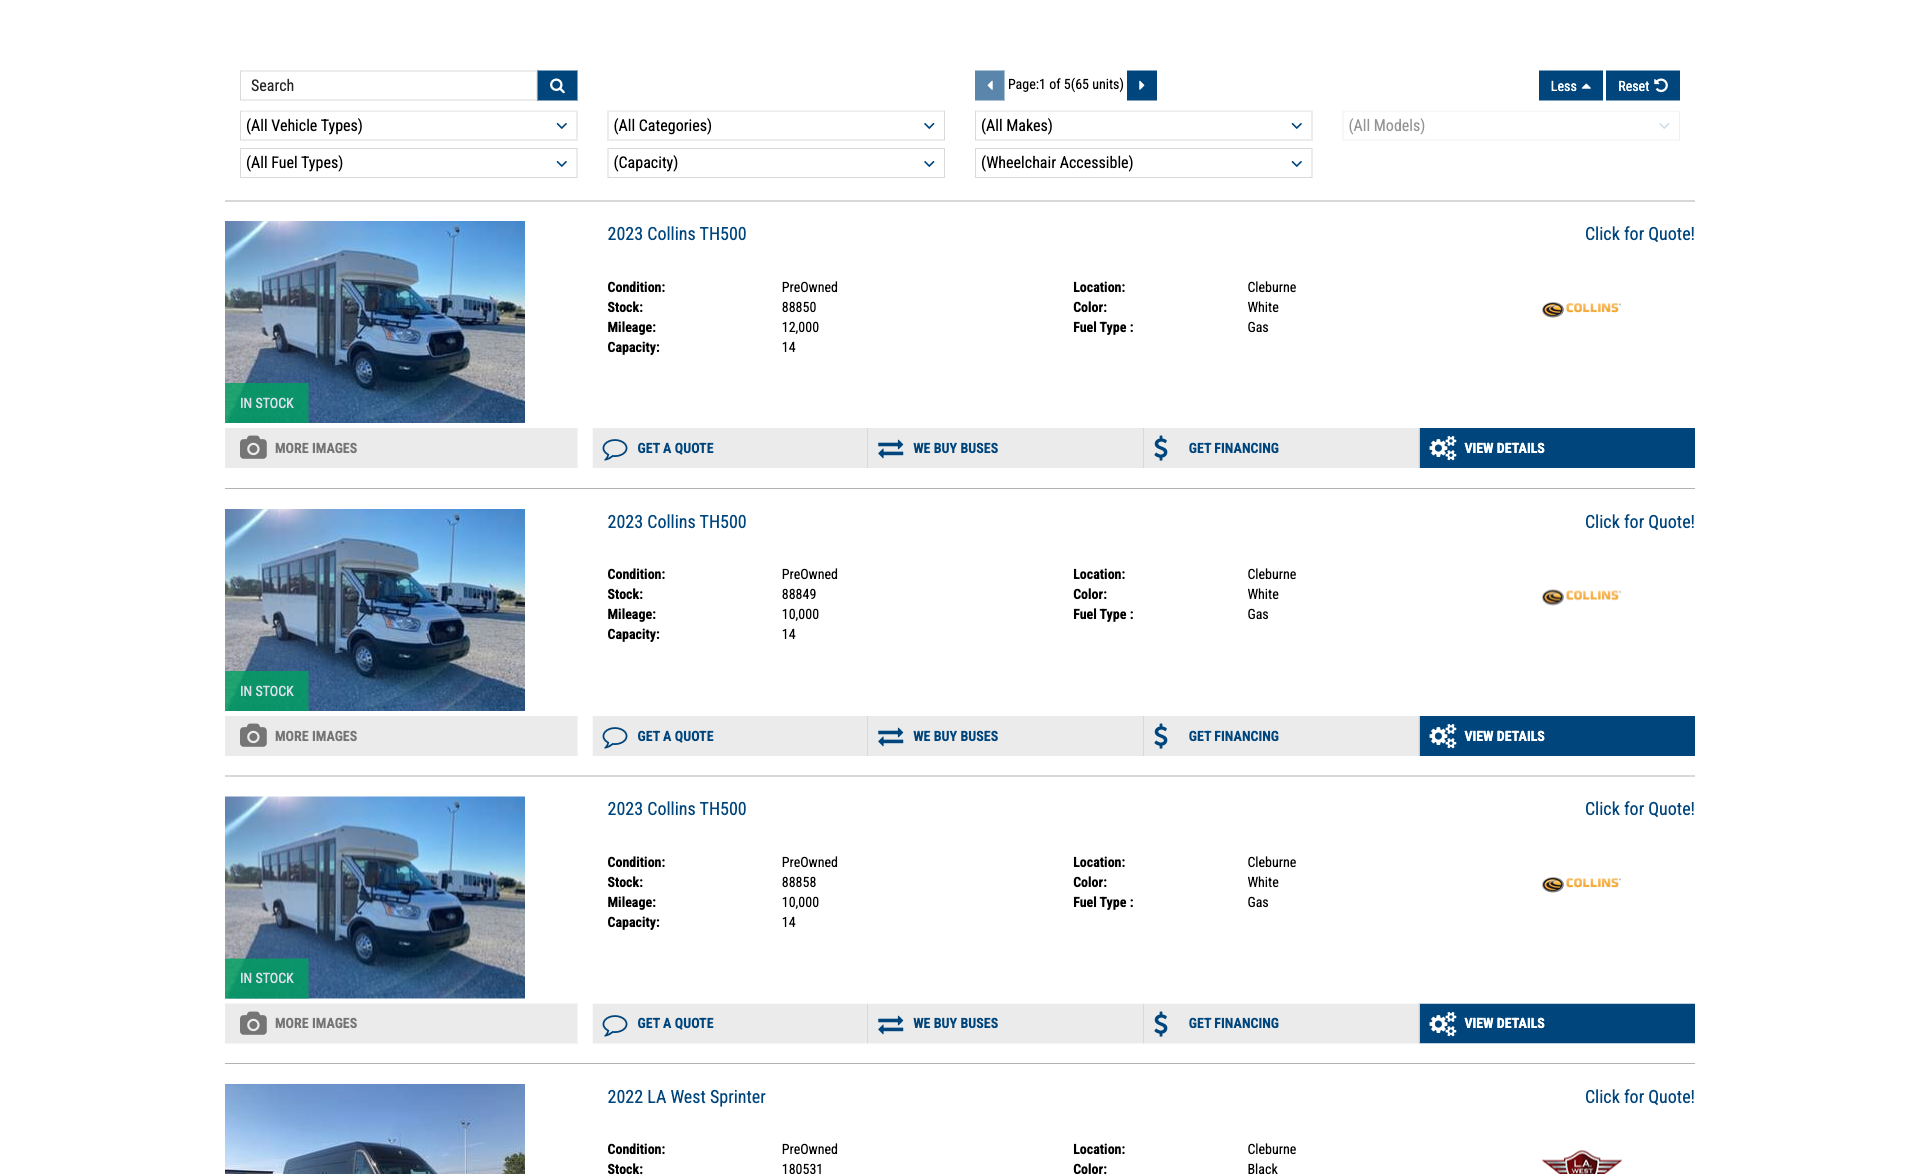 Search
Page:1 of 5(65 units)
Less
Reset
(All Vehicle Types)
(All Categories)
(All Makes)
(All Models)
(All Fuel Types)
(Capacity)
(Wheelchair Accessible)
2023 Collins TH500
Click for Quote!
Condition: PreOwned
Location: Cleburne
Stock: 88850
Color: White
Mileage: 12,000
Fuel Type : Gas
Capacity: 14
COLLINS
IN STOCK
MORE IMAGES
GET A QUOTE
WE BUY BUSES
GET FINANCING
VIEW DETAILS
2023 Collins TH500
Click for Quote!
Condition: PreOwned
Location: Cleburne
Stock: 88849
Color: White
Mileage: 10,000
Fuel Type : Gas
Capacity: 14
COLLINS
IN STOCK
MORE IMAGES
GET A QUOTE
WE BUY BUSES
GET FINANCING
VIEW DETAILS
2023 Collins TH500
Click for Quote!
Condition: PreOwned
Location: Cleburne
Stock: 88858
Color: White
Mileage: 10,000
Fuel Type : Gas
Capacity: 14
COLLINS
IN STOCK
MORE IMAGES
GET A QUOTE
WE BUY BUSES
GET FINANCING
VIEW DETAILS
2022 LA West Sprinter
Click for Quote!
Condition: PreOwned
Location: Cleburne
Stock: 180531
Color: Black
L.A.
WEST